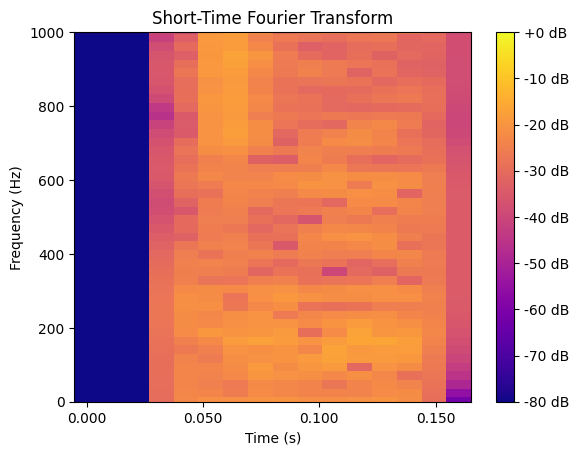 Short-Time Fourier Transform
1000
800
600
400
200
0
Frequency (Hz)
0.000
0.050
0.100
0.150
Time (s)
+0 dB
-10 dB
-20 dB
-30 dB
-40 dB
-50 dB
-60 dB
-70 dB
-80 dB